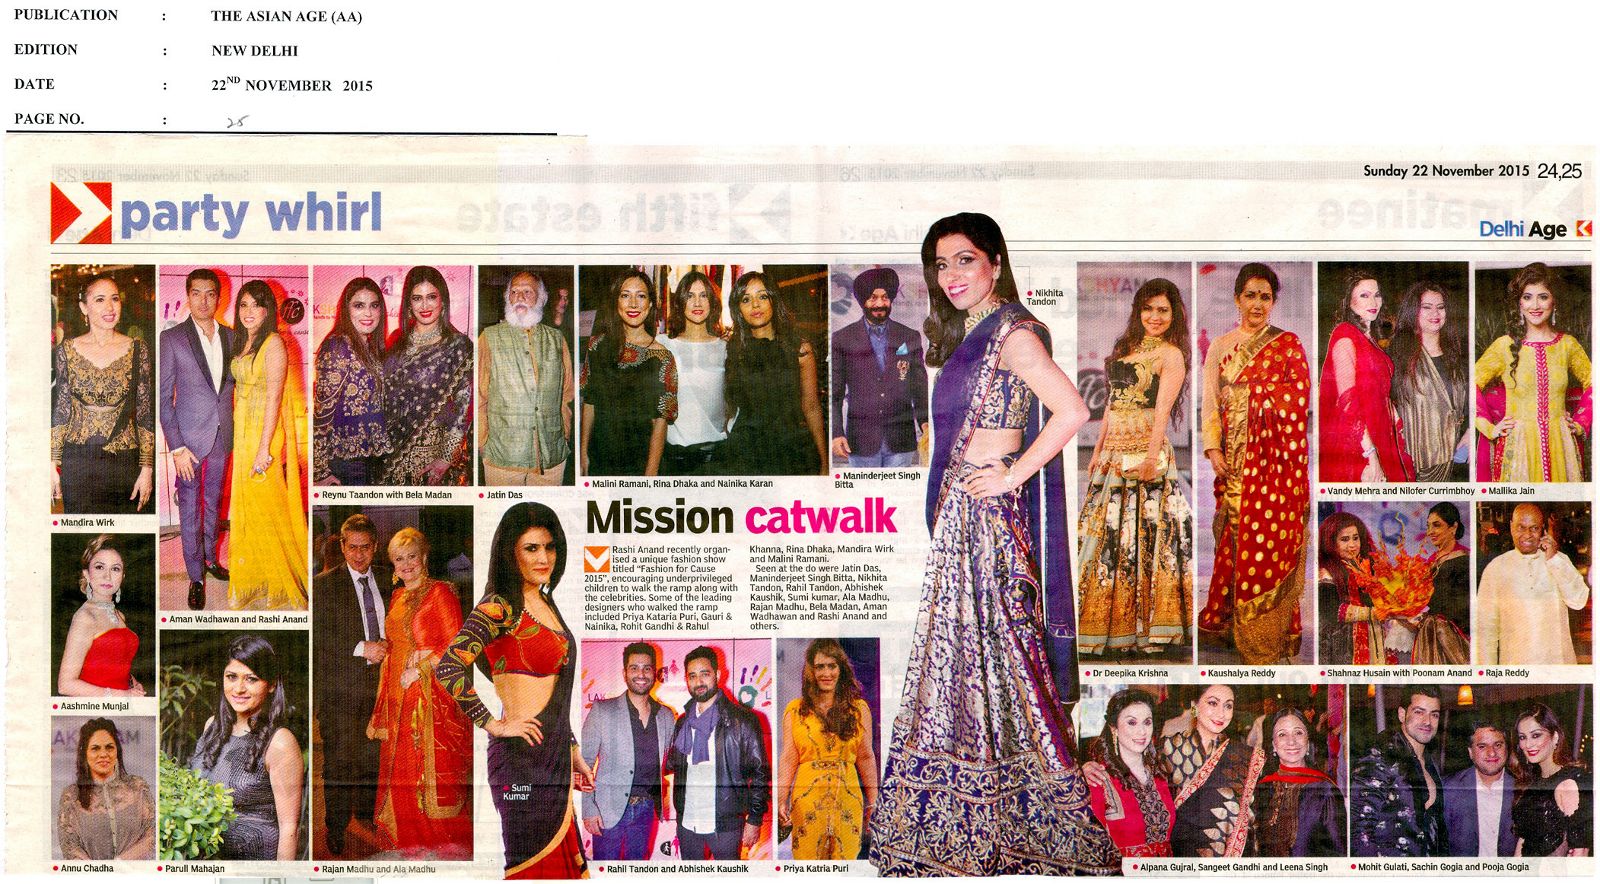 PUBLICATION : THE ASIAN AGE (AA)
EDITION : NEW DELHI
DATE : 22ND NOVEMBER 2015
PAGE NO. : 25
Sunday 22 November 2015 24,25
party whirl
Delhi Age
Nikhita
Tandon
Mandira Wirk
Aman Wadhawan and Rashi Anand
Reynu Taandon with Bela Madan
Jatin Das
Malini Ramani, Rina Dhaka and Nainika Karan
Maninderjeet Singh
Bitta
Vandy Mehra and Nilofer Currimbhoy
Mallika Jain
Mission catwalk
Rashi Anand recently organ-
ised a unique fashion show
titled "Fashion for Cause
2015", encouraging underprivileged
children to walk the ramp along with
the celebrities. Some of the leading
designers who walked the ramp
included Priya Kataria Puri, Gauri &
Nainika, Rohit Gandhi & Rahul
Khanna, Rina Dhaka, Mandira Wirk
and Malini Ramani.
Seen at the do were Jatin Das,
Maninderjeet Singh Bitta, Nikhita
Tandon, Rahil Tandon, Abhishek
Kaushik, Sumi kumar, Ala Madhu,
Rajan Madhu, Bela Madan, Aman
Wadhawan and Rashi Anand and
others.
Aashmine Munjal
Dr Deepika Krishna
Kaushalya Reddy
Shahnaz Husain with Poonam Anand
Raja Reddy
Sumi
Kumar
Annu Chadha
Parull Mahajan
Rajan Madhu and Ala Madhu
Rahil Tandon and Abhishek Kaushik
Priya Katria Puri
Alpana Gujral, Sangeet Gandhi and Leena Singh
Mohit Gulati, Sachin Gogia and Pooja Gogia